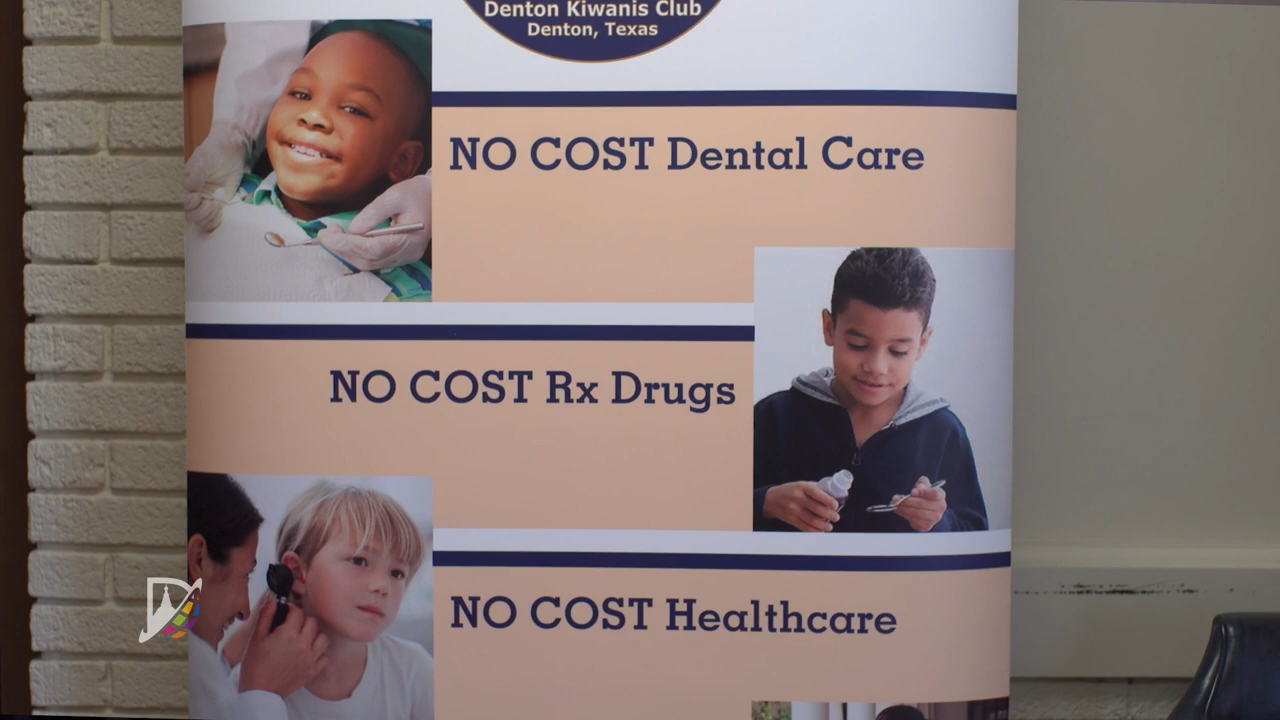 Denton Kiwanis Club
Denton, Texas
NO COST Dental Care
NO COST Rx Drugs
NO COST Healthcare